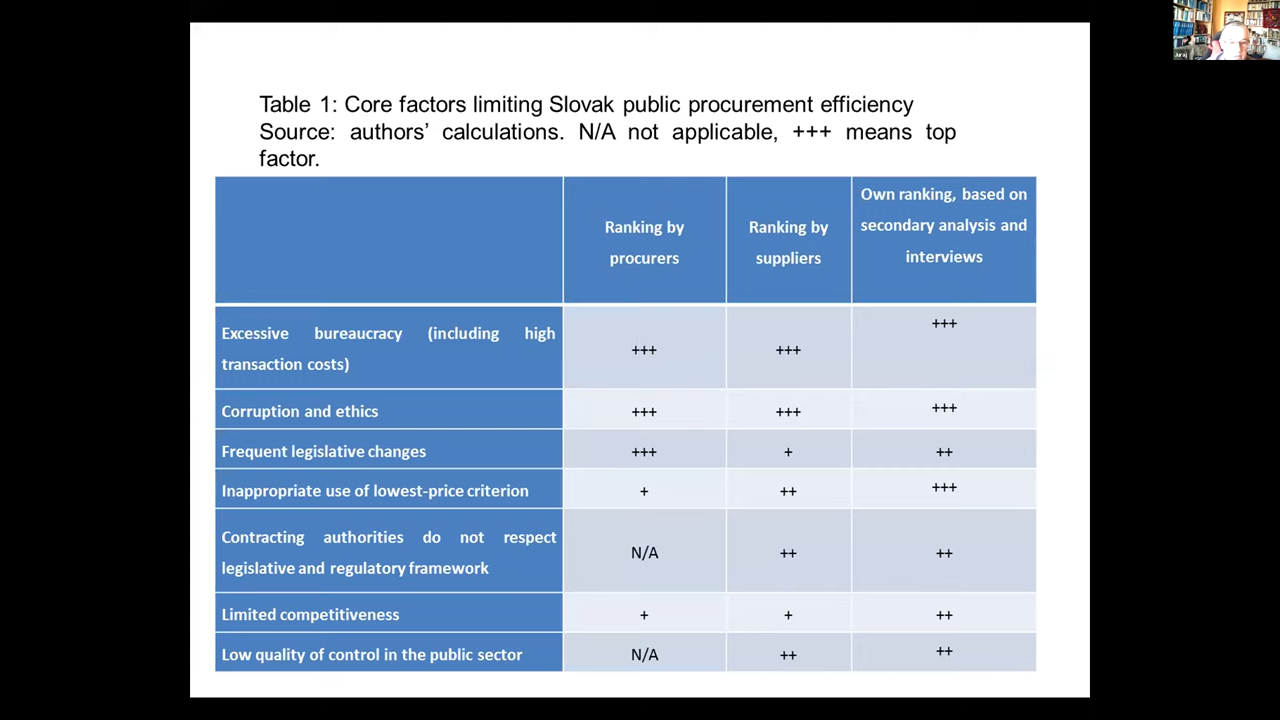 Juraj
Table 1: Core factors limiting Slovak public procurement efficiency
Source: authors’ calculations. N/A not applicable, +++ means top
factor.
Ranking by
procurers
Ranking by
suppliers
Own ranking, based on
secondary analysis and
interviews
Excessive bureaucracy (including high
transaction costs)
+++
+++
+++
Corruption and ethics
+++
+++
+++
Frequent legislative changes
+++
+
++
Inappropriate use of lowest-price criterion
+
++
+++
Contracting authorities do not respect
legislative and regulatory framework
N/A
++
++
Limited competitiveness
+
+
++
Low quality of control in the public sector
N/A
++
++